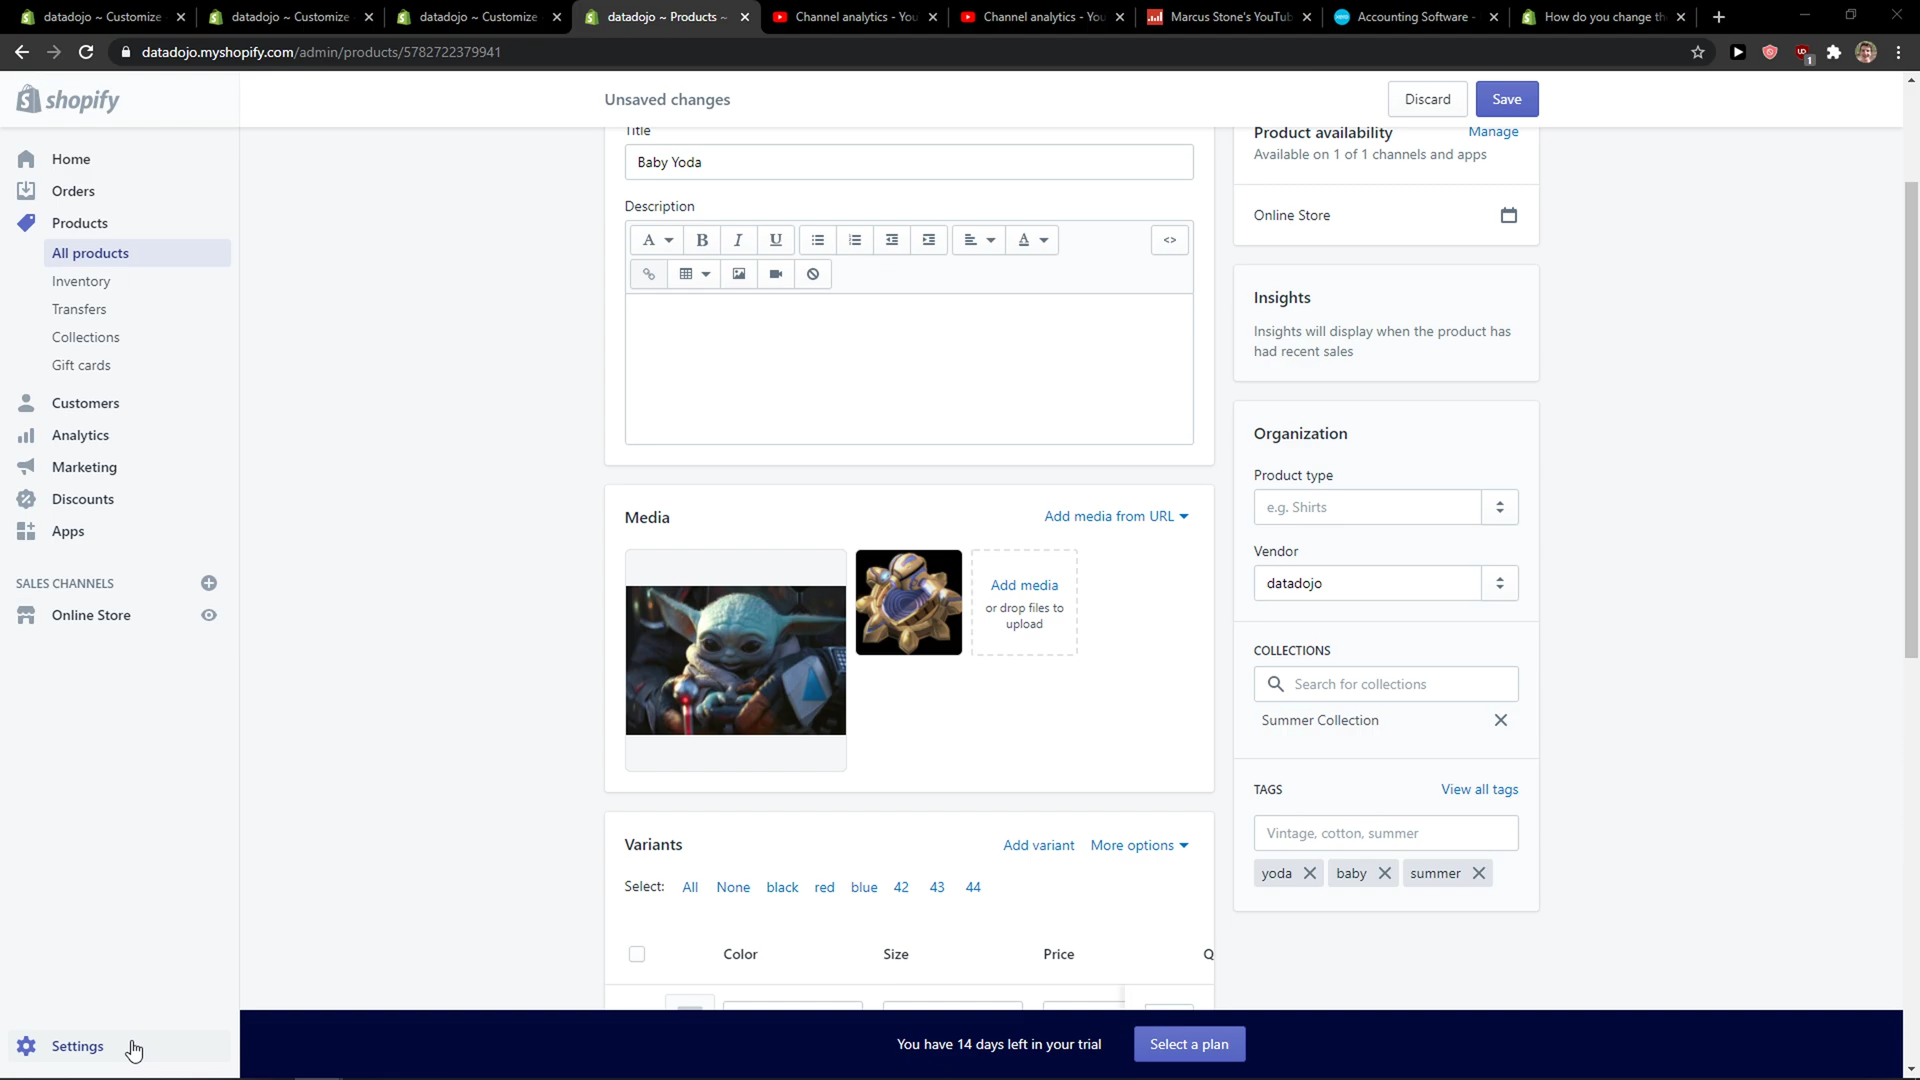 datadojo ~ Customize
datadojo ~ Customize
datadojo ~ Customize
datadojo ~ Products ~
Channel analytics - You
Channel analytics - You
Marcus Stone's YouTub
Accounting Software -
How do you change th
datadojo.myshopify.com/admin/products/5782722379941
1
shopify
Unsaved changes
Discard
Save
Home
Orders
Products
All products
Inventory
Transfers
Collections
Gift cards
Customers
Analytics
Marketing
Discounts
Apps
SALES CHANNELS
Online Store
Settings
Title
Baby Yoda
Description
A
B
I
U
A
<>
Media
Add media from URL
Add media
or drop files to
upload
Variants
Add variant
More options
Select:
All
None
black
red
blue
42
43
44
Color
Size
Price
Q
Product availability
Manage
Available on 1 of 1 channels and apps
Online Store
Insights
Insights will display when the product has
had recent sales
Organization
Product type
e.g. Shirts
Vendor
datadojo
COLLECTIONS
Search for collections
Summer Collection
TAGS
View all tags
Vintage, cotton, summer
yoda
baby
summer
You have 14 days left in your trial
Select a plan